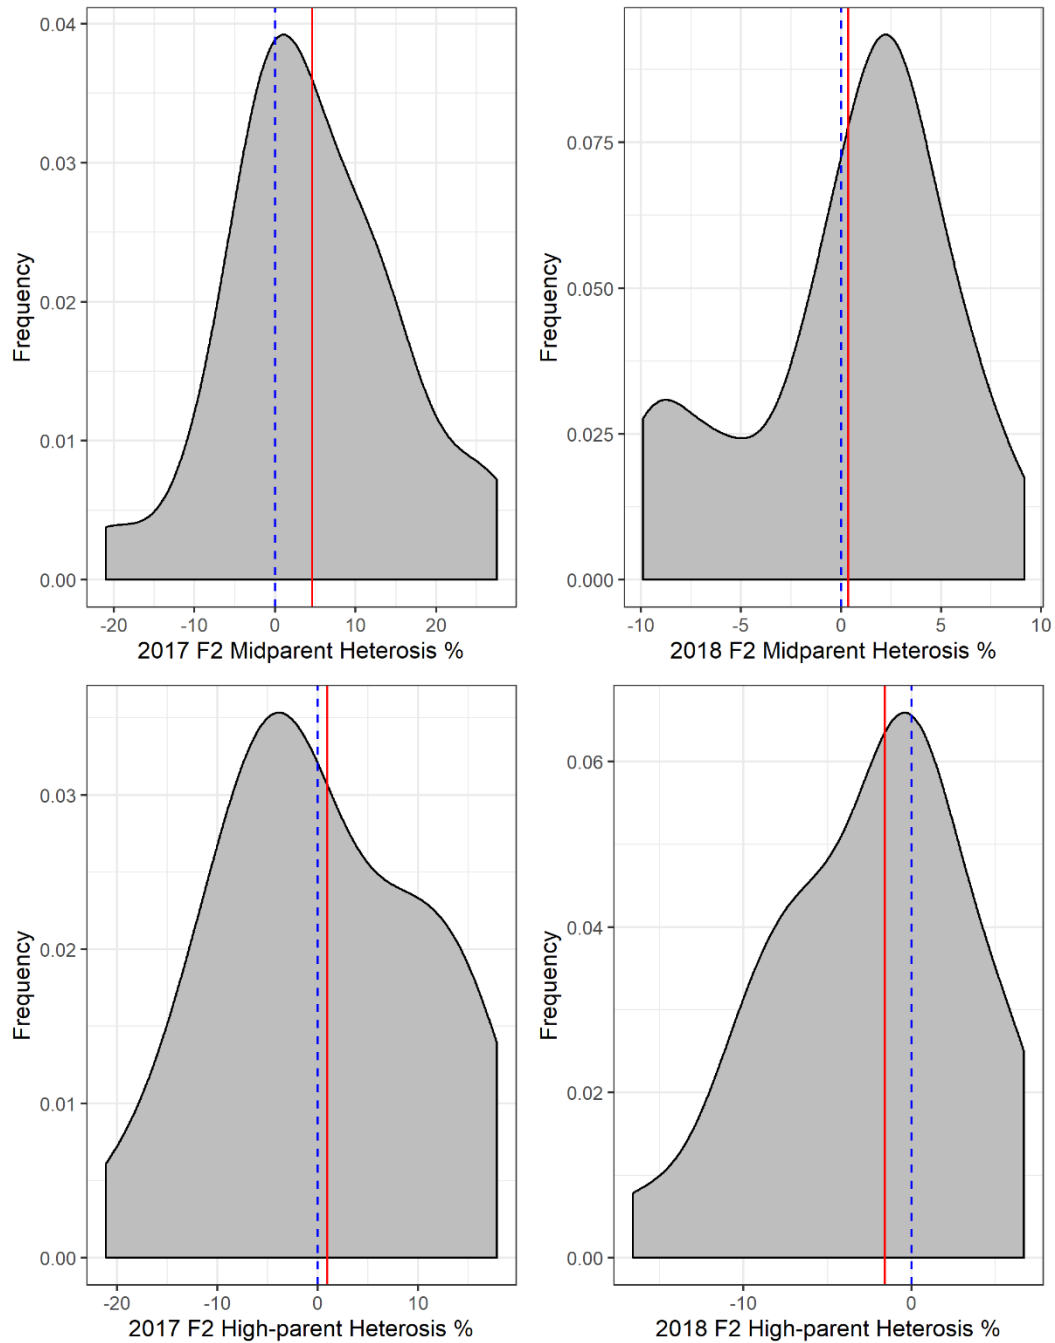 0.04
0.03
0.02
0.01
0.00
Frequency
-20 -10 0 10 20
2017 F2 Midparent Heterosis %
0.075
0.050
0.025
0.000
Frequency
-10 -5 0 5 10
2018 F2 Midparent Heterosis %
0.03
0.02
0.01
0.00
Frequency
-20 -10 0 10
2017 F2 High-parent Heterosis %
0.06
0.04
0.02
0.00
Frequency
-10 0
2018 F2 High-parent Heterosis %